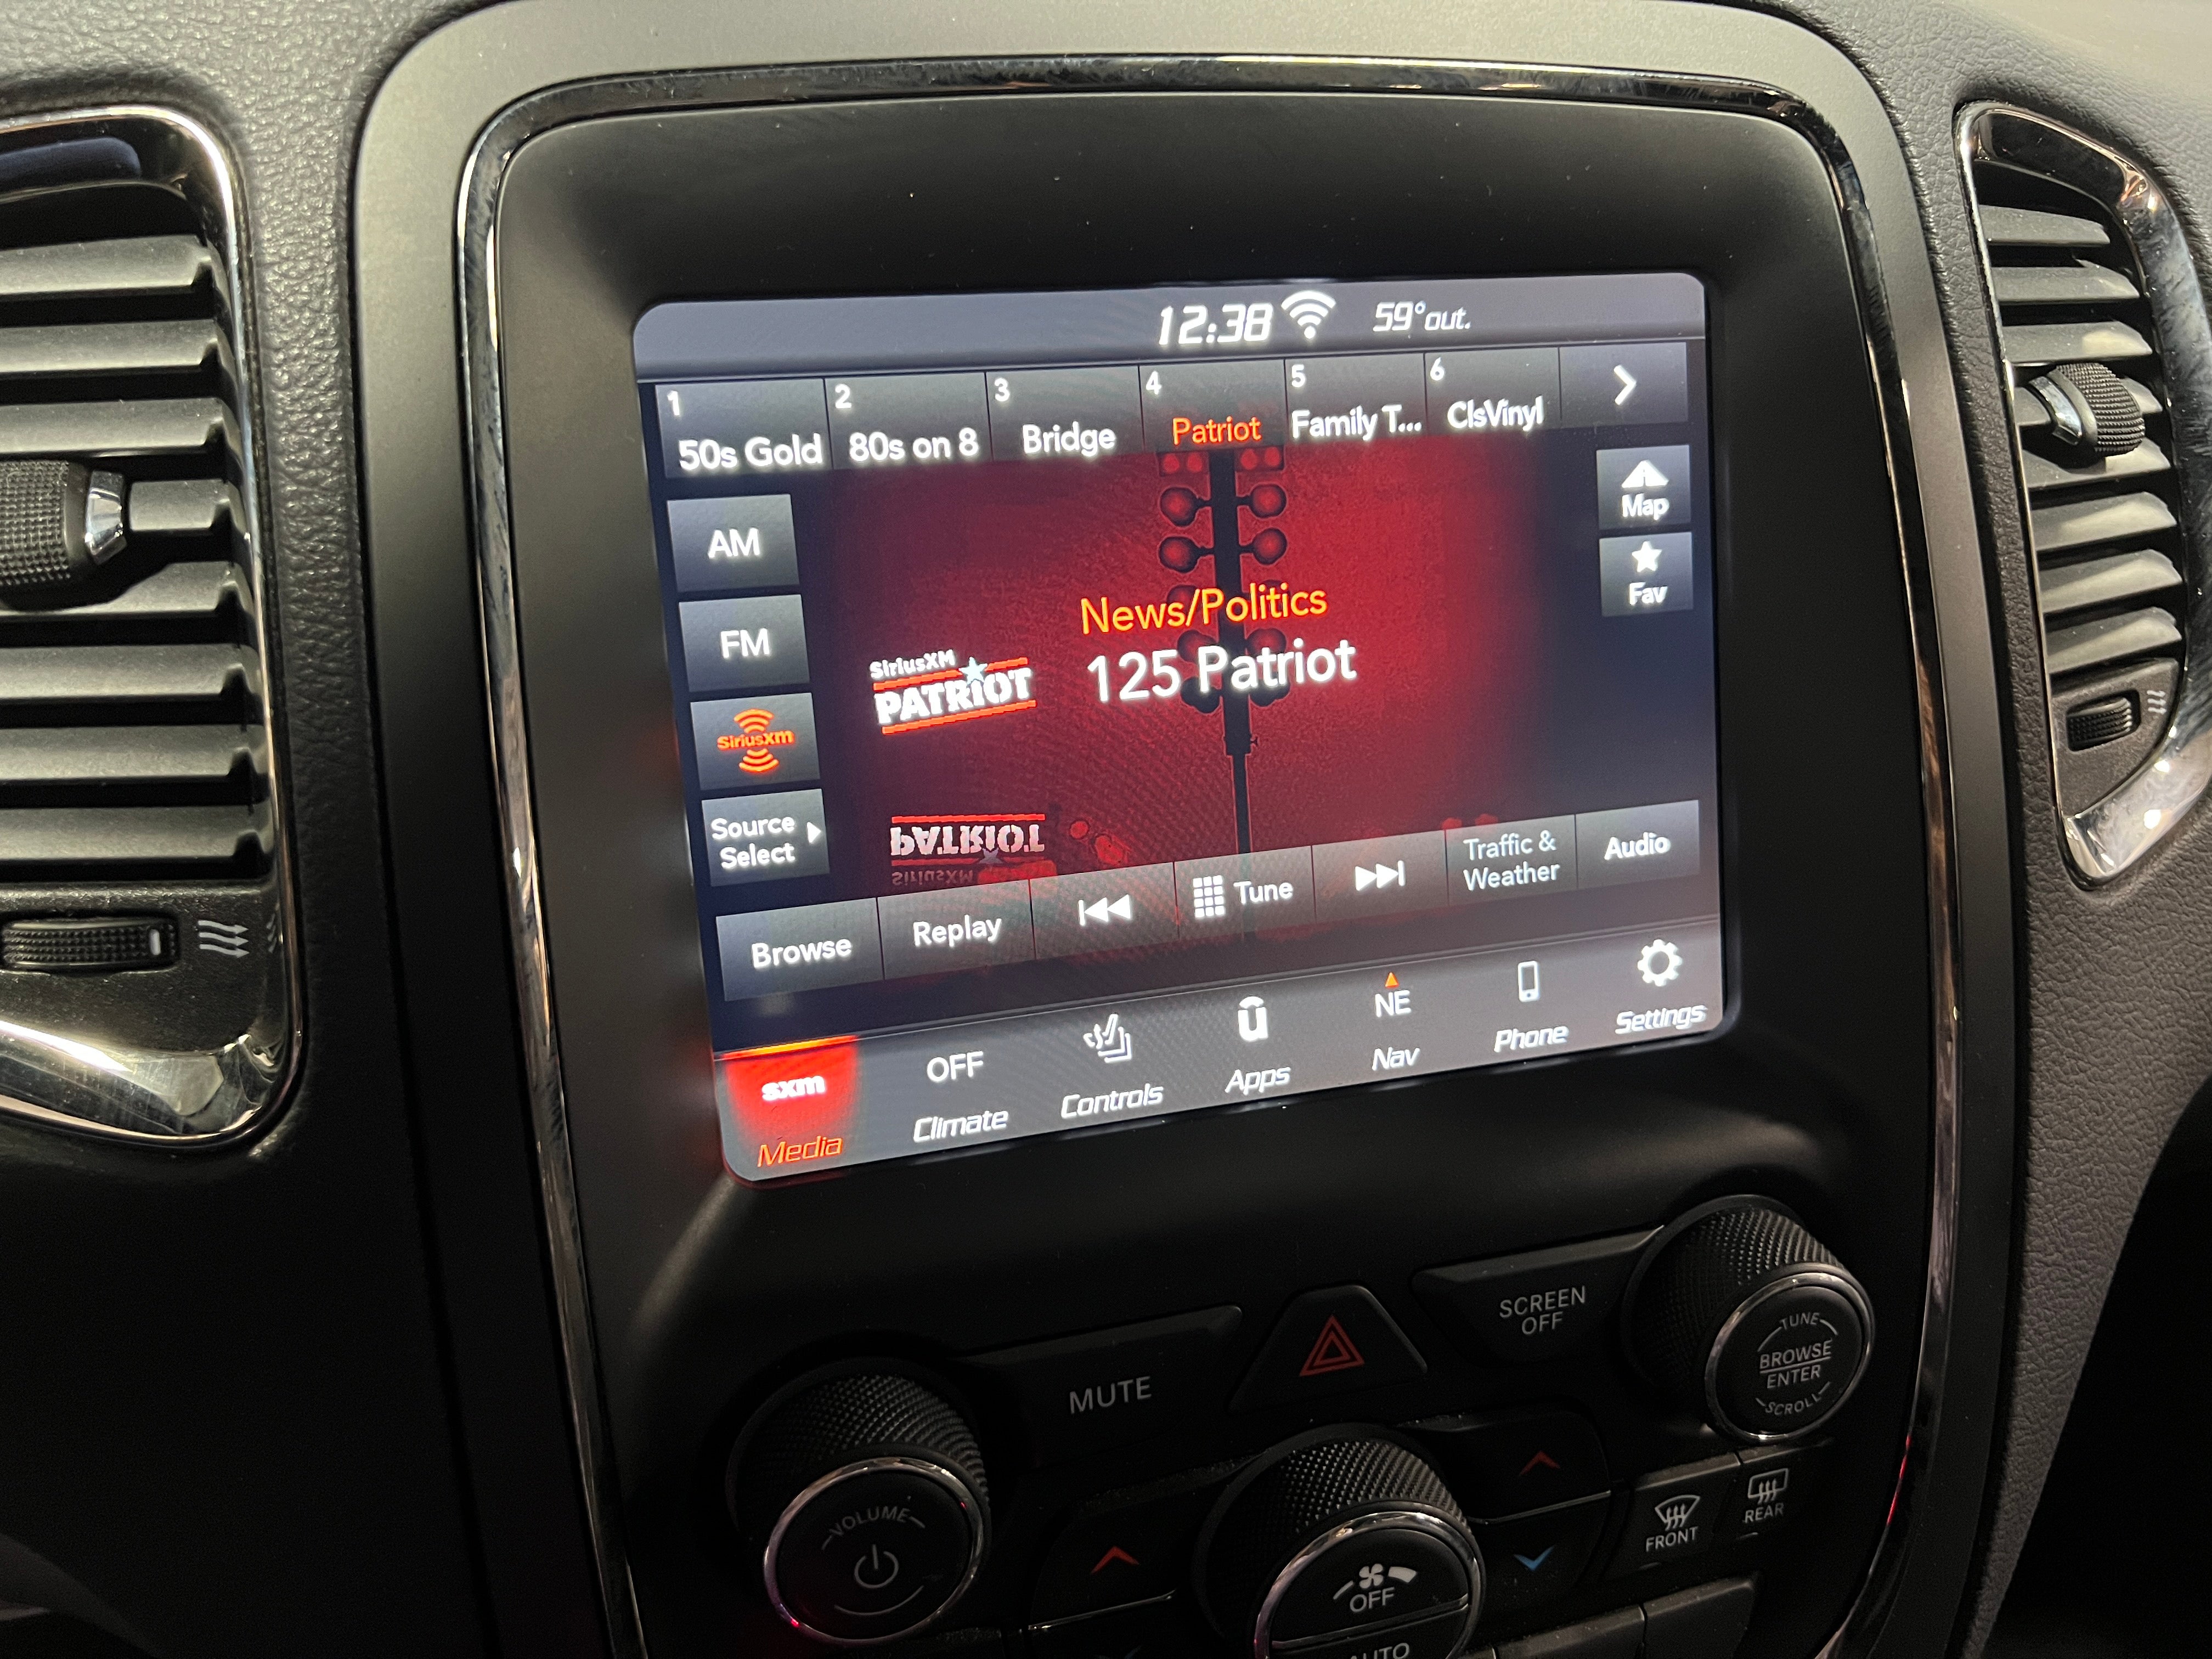 12:38 59°out.
1 2 3 4 5 6
50s Gold 80s on 8 Bridge Patriot Family T... ClsVinyl
AM
Map
FM
Fav
News/Politics
125 Patriot
SiriusXM
PATRIOT
SiriusXm
Source
Select
PATRIOT
SiriusXM
Browse Replay Tune Traffic &
Weather
Audio
sxm OFF u NE
Media Climate Controls Apps Nav Phone Settings
MUTE
SCREEN
OFF
TUNE
BROWSE
ENTER
SCROLL
VOLUME
OFF
AUTO
FRONT
REAR